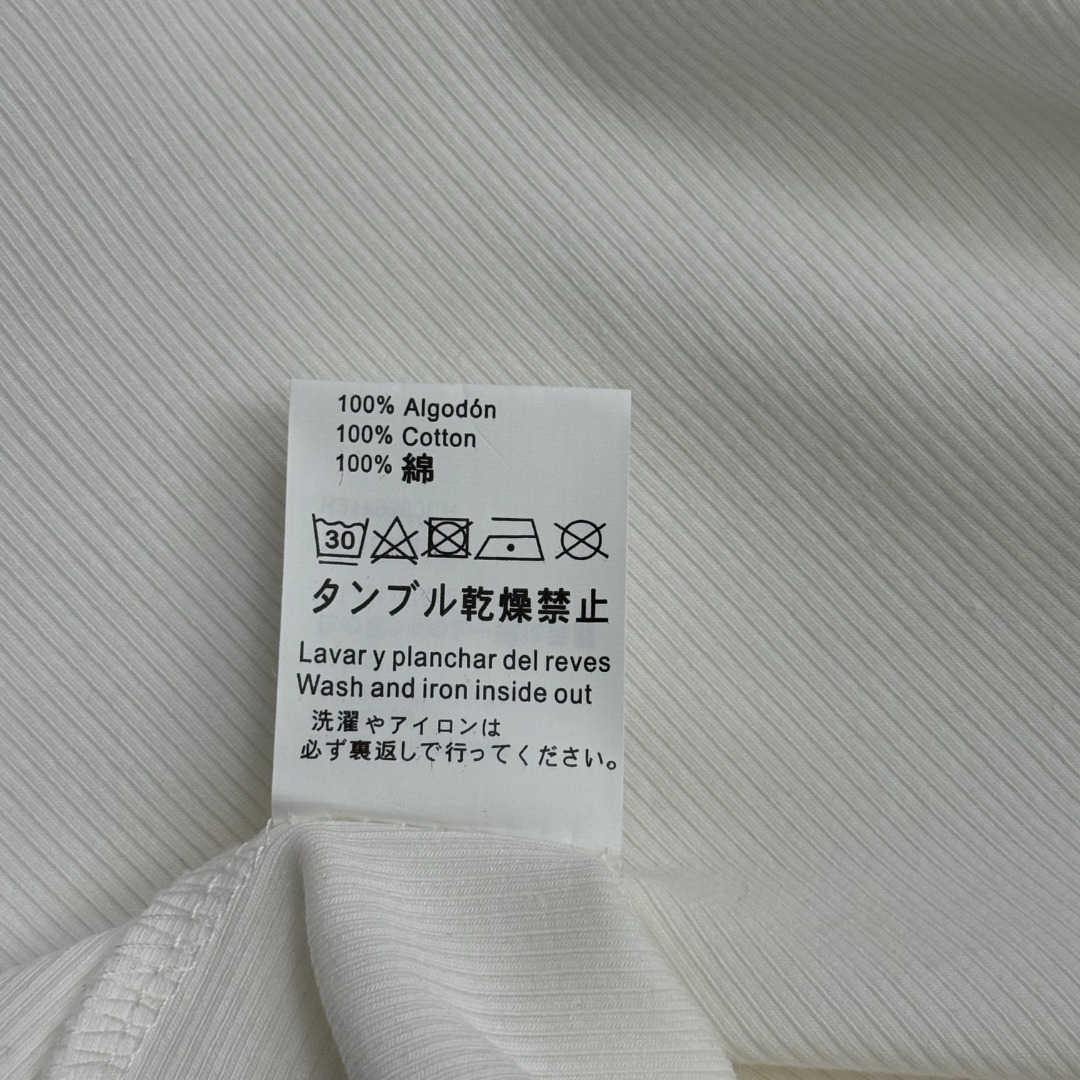 100% Algodón
100% Cotton
100% 綿
30
タンブル乾燥禁止
Lavar y planchar del reves
Wash and iron inside out
洗濯やアイロンは
必ず裏返しで行ってください。